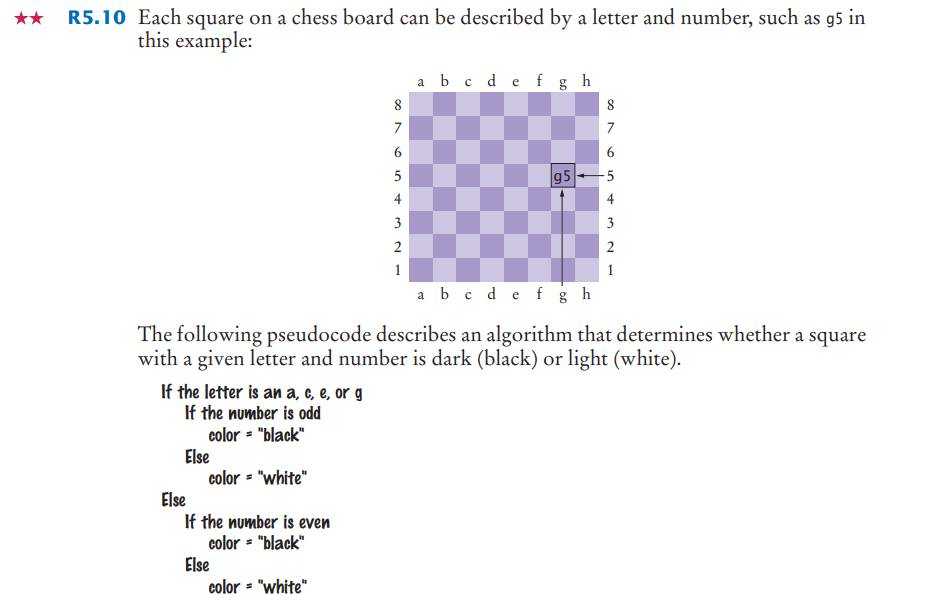 ★★ R5.10 Each square on a chess board can be described by a letter and number, such as g5 in
this example:
a b c d e f g h
8 8
7 7
6 6
5 g5 5
4 4
3 3
2 2
1 1
a b c d e f g h
The following pseudocode describes an algorithm that determines whether a square
with a given letter and number is dark (black) or light (white).
If the letter is an a, c, e, or g
If the number is odd
color = "black"
Else
color = "white"
Else
If the number is even
color = "black"
Else
color = "white"